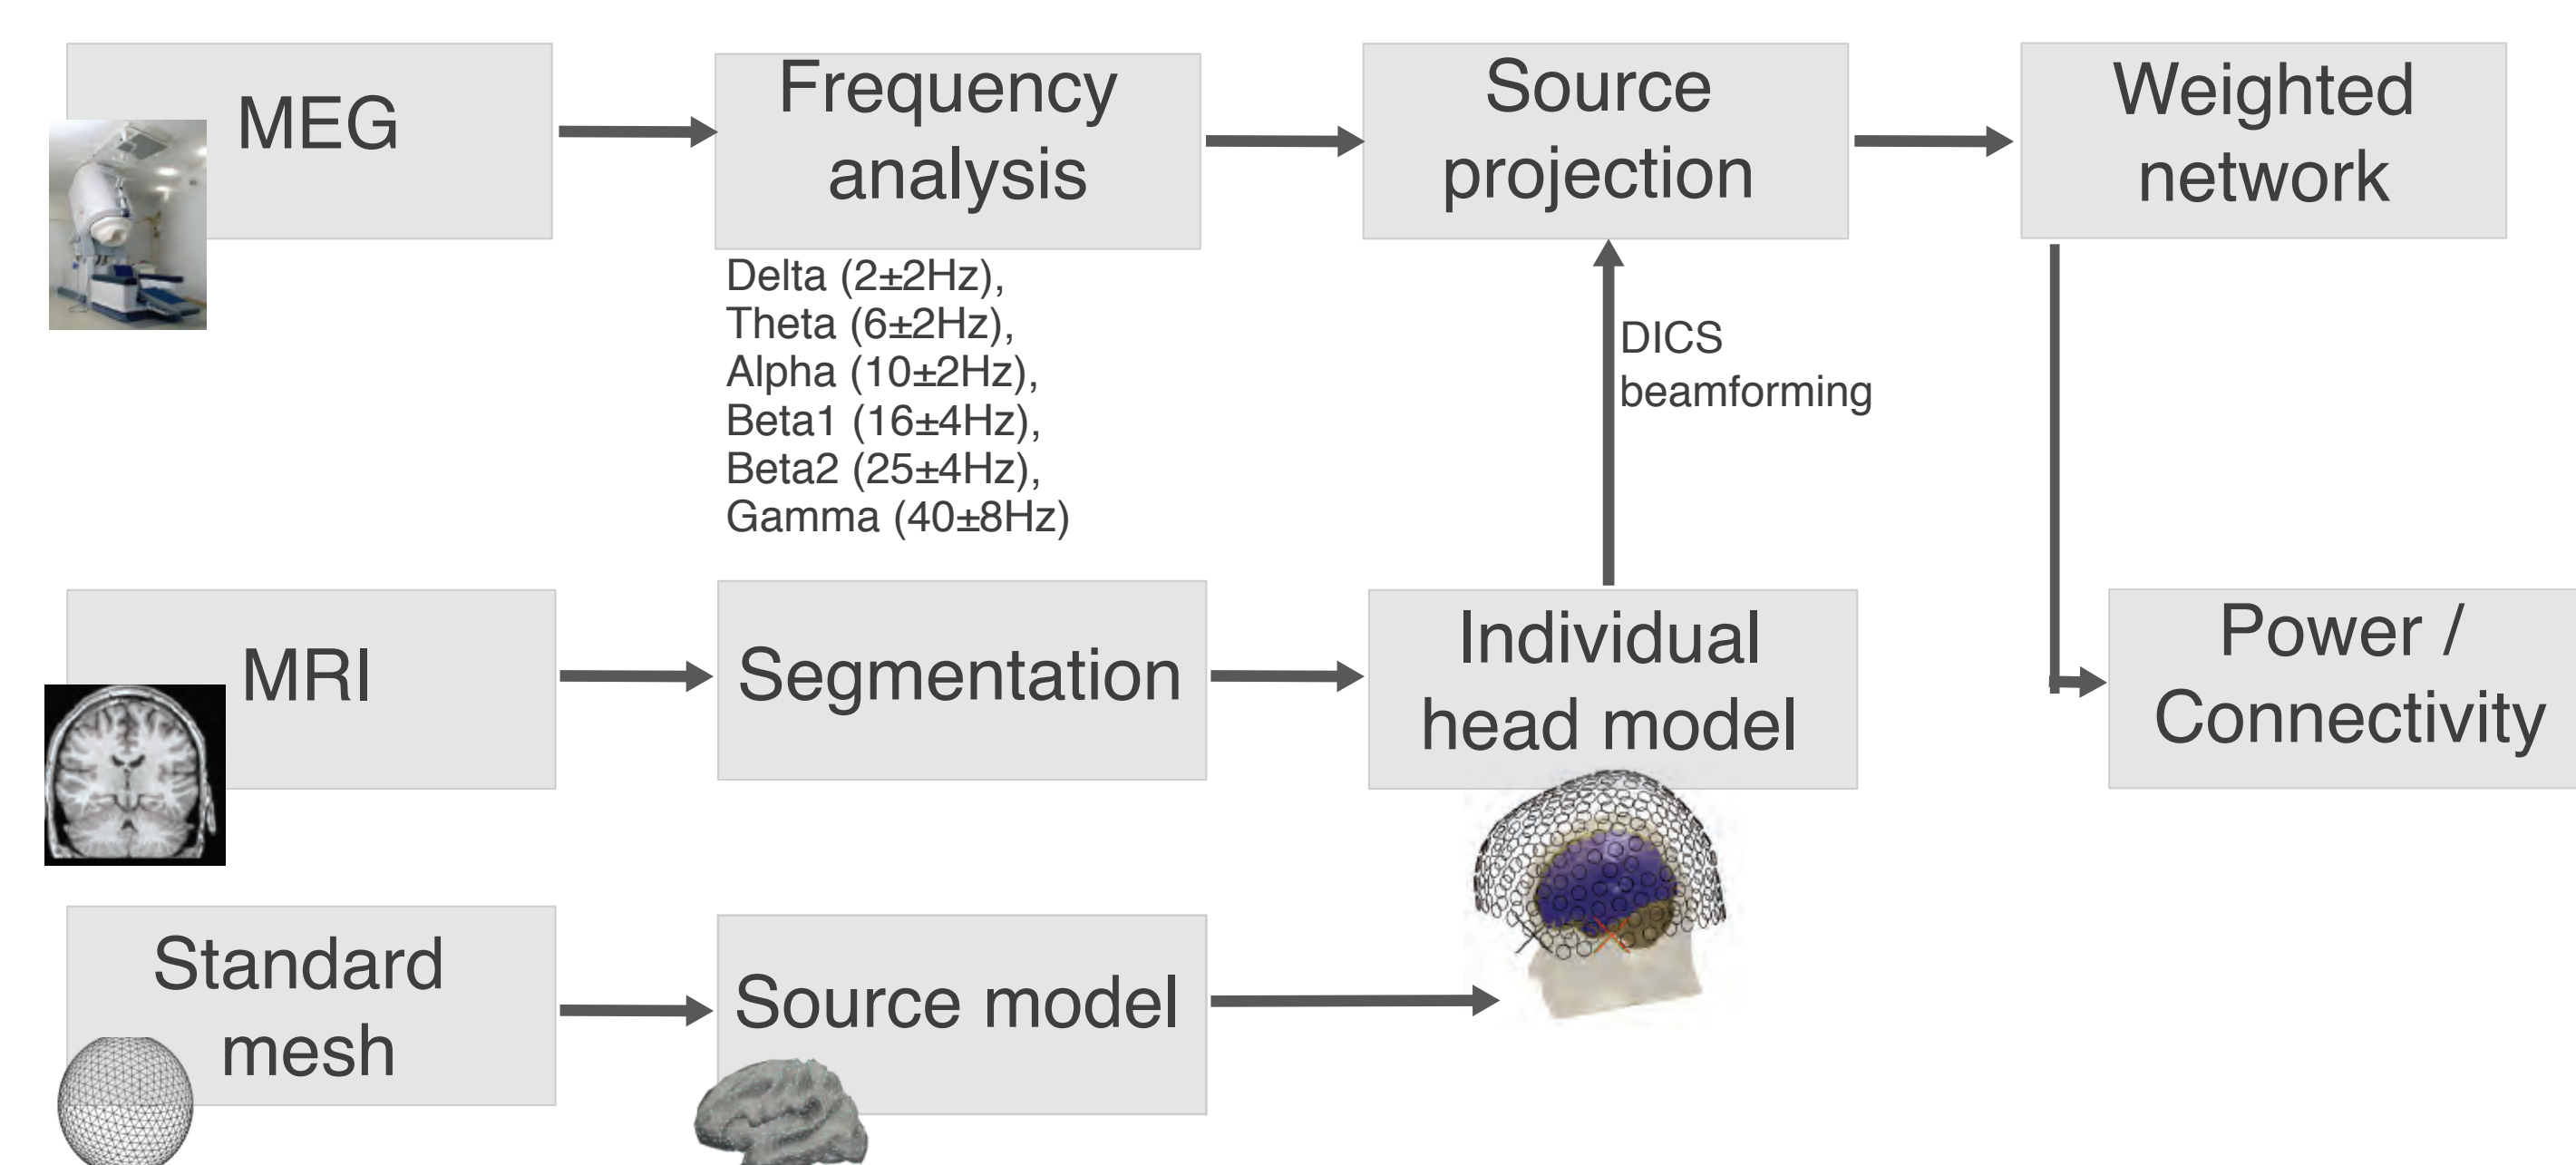 MEG
Frequency
analysis
Source
projection
Weighted
network
Delta (2±2Hz),
Theta (6±2Hz),
Alpha (10±2Hz),
Beta1 (16±4Hz),
Beta2 (25±4Hz),
Gamma (40±8Hz)
DICS
beamforming
MRI
Segmentation
Individual
head model
Power /
Connectivity
Standard
mesh
Source model